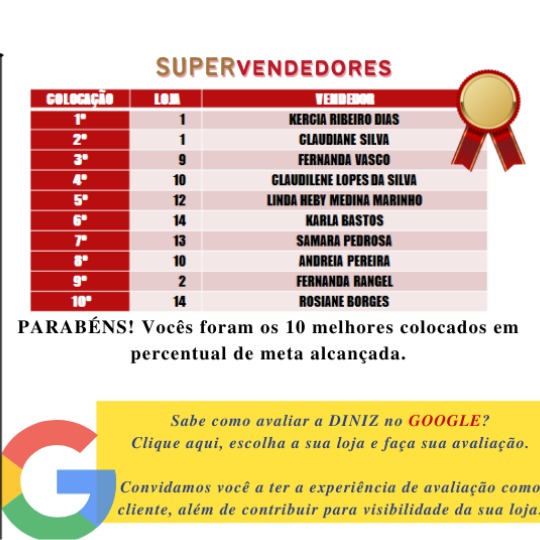 SUPERVENDEDORES
COLOCAÇÃO LOJA VENDEDOR
1º 1 KERCIA RIBEIRO DIAS
2º 1 CLAUDIANE SILVA
3º 9 FERNANDA VASCO
4º 10 CLAUDILENE LOPES DA SILVA
5º 12 LINDA HEBY MEDINA MARINHO
6º 14 KARLA BASTOS
7º 13 SAMARA PEDROSA
8º 10 ANDREIA PEREIRA
9º 2 FERNANDA RANGEL
10º 14 ROSIANE BORGES
PARABÉNS! Vocês foram os 10 melhores colocados em
percentual de meta alcançada.
Sabe como avaliar a DINIZ no GOOGLE?
Clique aqui, escolha a sua loja e faça sua avaliação.
Convidamos você a ter a experiência de avaliação como
cliente, além de contribuir para visibilidade da sua loja.